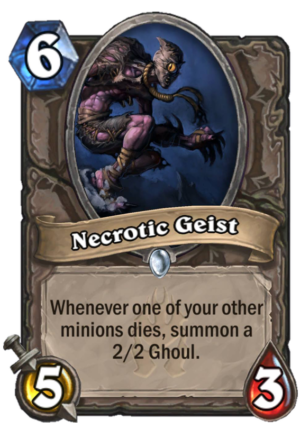 6
Necrotic Geist
Whenever one of your other
minions dies, summon a
2/2 Ghoul.
5
3